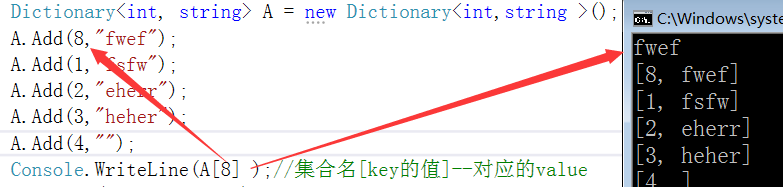 Dictionary<int, string> A = new Dictionary<int,string >();
A.Add(8,"fwef");
A.Add(1,"fsfw");
A.Add(2,"eherr");
A.Add(3,"heher");
A.Add(4,"");
Console.WriteLine(A[8] );//集合名[key的值]--对应的value
C:\Windows\syste
fwef
[8, fwef]
[1, fsfw]
[2, eherr]
[3, heher]
[4, ]